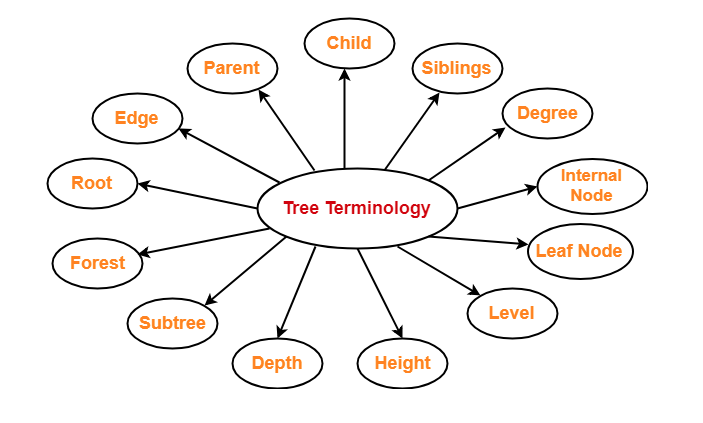 Child
Parent
Siblings
Edge
Degree
Root
Internal
Node
Tree Terminology
Forest
Leaf Node
Subtree
Level
Depth
Height